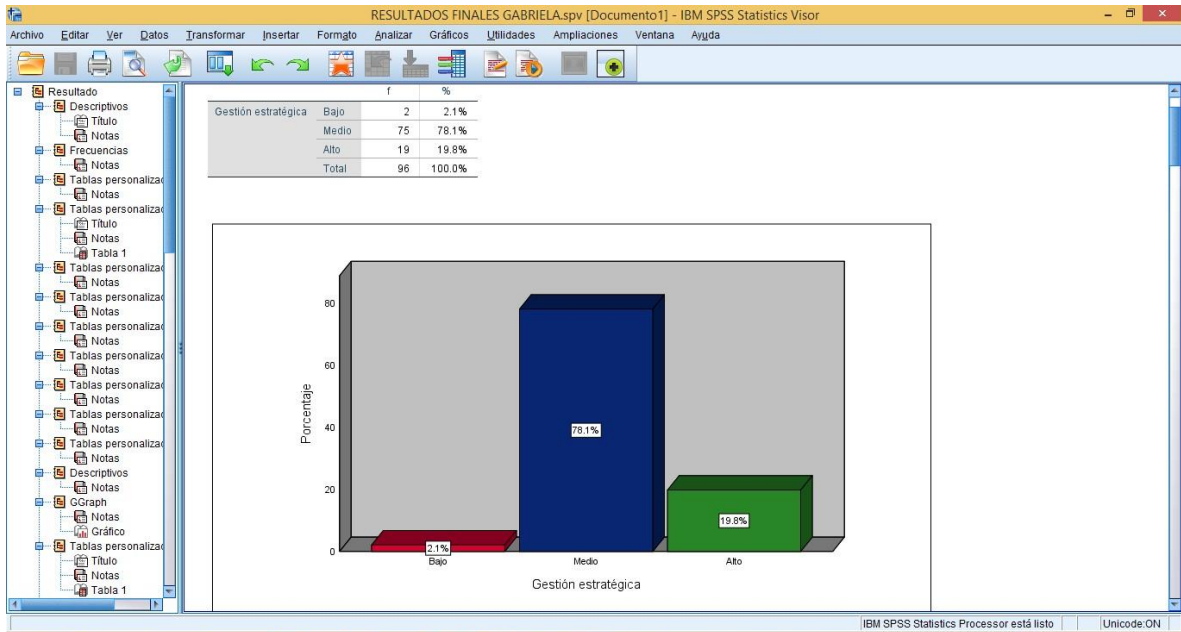 RESULTADOS FINALES GABRIELA.spv [Documento1] - IBM SPSS Statistics Visor
Archivo Editar Ver Datos Transformar Insertar Formato Analizar Gráficos Utilidades Ampliaciones Ventana Ayuda
Resultado
Descriptivos
Título
Notas
Frecuencias
Notas
Tablas personalizad
Notas
Tablas personalizad
Título
Notas
Tabla 1
Tablas personalizad
Notas
Tablas personalizad
Notas
Tablas personalizad
Notas
Tablas personalizad
Notas
Tablas personalizad
Notas
Tablas personalizad
Notas
Tablas personalizad
Notas
Descriptivos
Notas
GGraph
Notas
Gráfico
Tablas personalizad
Título
Notas
Tabla 1
f %
Gestión estratégica Bajo 2 2.1%
Medio 75 78.1%
Alto 19 19.8%
Total 96 100.0%
Porcentaje
80
60
40
20
0
78.1%
19.8%
2.1%
Bajo Medio Alto
Gestión estratégica
IBM SPSS Statistics Processor está listo Unicode:ON